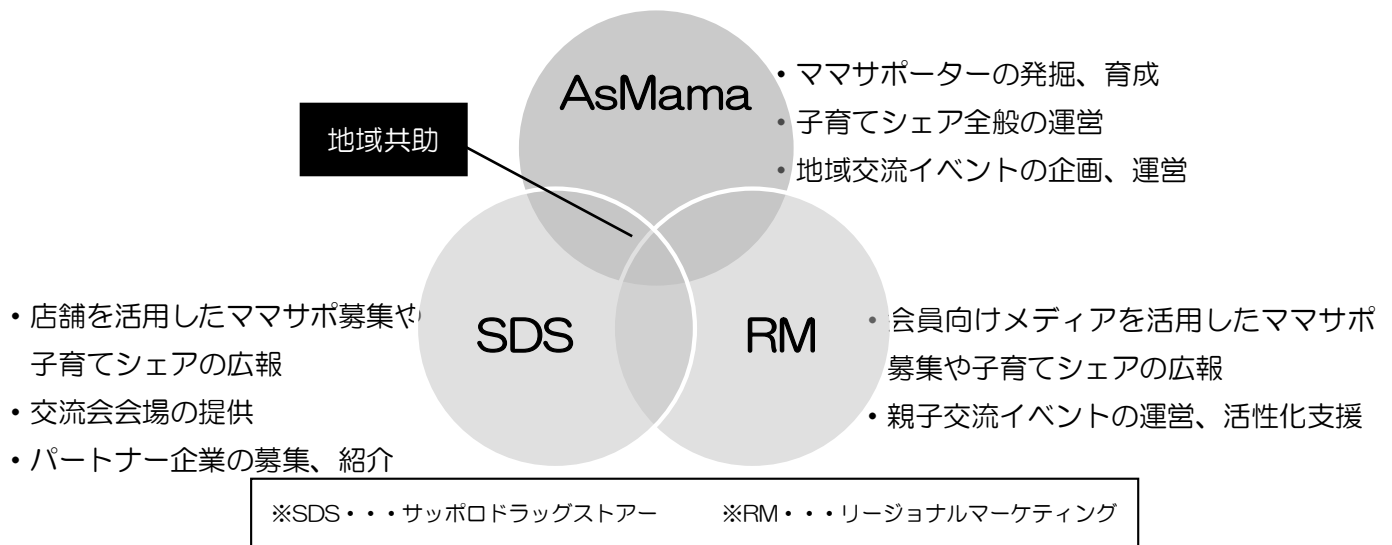 AsMama
・ママサポーターの発掘、育成
・子育てシェア全般の運営
・地域交流イベントの企画、運営
地域共助
・店舗を活用したママサポ募集や
子育てシェアの広報
・交流会会場の提供
・パートナー企業の募集、紹介
SDS
RM
・会員向けメディアを活用したママサポ
募集や子育てシェアの広報
・親子交流イベントの運営、活性化支援
※SDS・・・サッポロドラッグストアー ※RM・・・リージョナルマーケティング